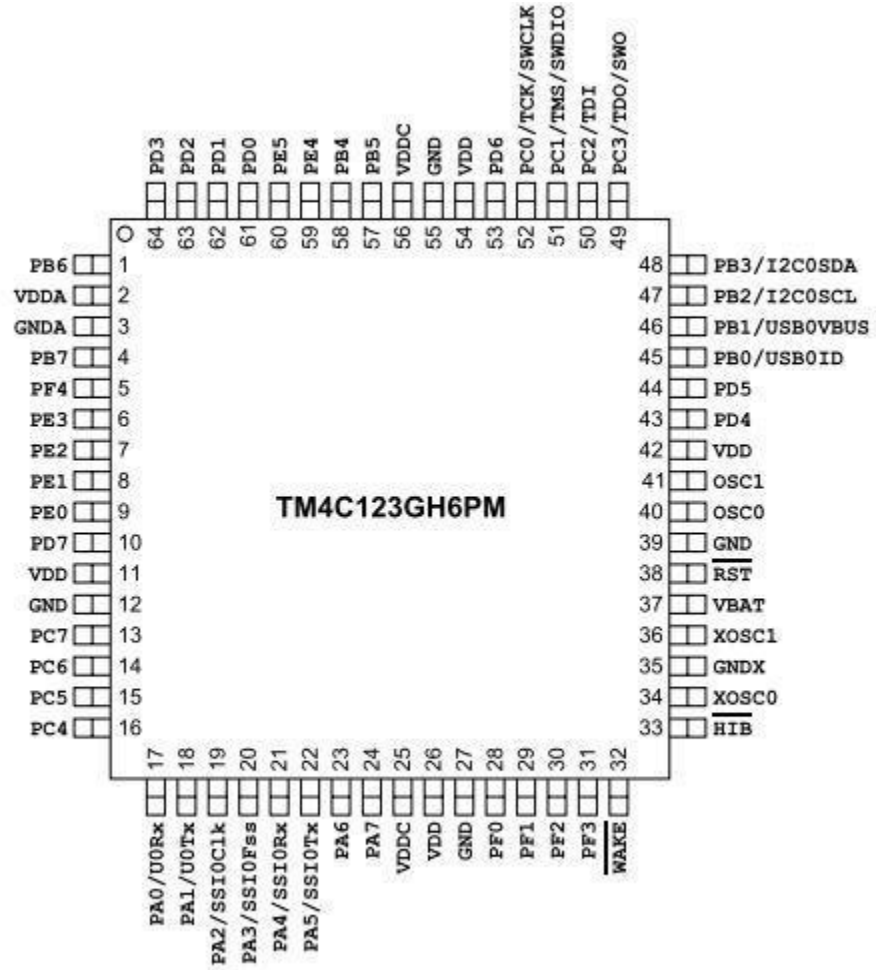 PD3
PD2
PD1
PD0
PE5
PE4
PB4
PB5
VDDC
GND
VDD
PD6
PC0/TCK/SWCLK
PC1/TMS/SWDIO
PC2/TDI
PC3/TDO/SWO
64
63
62
61
60
59
58
57
56
55
54
53
52
51
50
49
PB6 1
VDDA 2
GNDA 3
PB7 4
PF4 5
PE3 6
PE2 7
PE1 8
PE0 9
PD7 10
VDD 11
GND 12
PC7 13
PC6 14
PC5 15
PC4 16
TM4C123GH6PM
48 PB3/I2C0SDA
47 PB2/I2C0SCL
46 PB1/USB0VBUS
45 PB0/USB0ID
44 PD5
43 PD4
42 VDD
41 OSC1
40 OSC0
39 GND
38 RST
37 VBAT
36 XOSC1
35 GNDX
34 XOSC0
33 HIB
17
18
19
20
21
22
23
24
25
26
27
28
29
30
31
32
PA0/U0Rx
PA1/U0Tx
PA2/SSI0Clk
PA3/SSI0Fss
PA4/SSI0Rx
PA5/SSI0Tx
PA6
PA7
VDDC
VDD
GND
PF0
PF1
PF2
PF3
WAKE